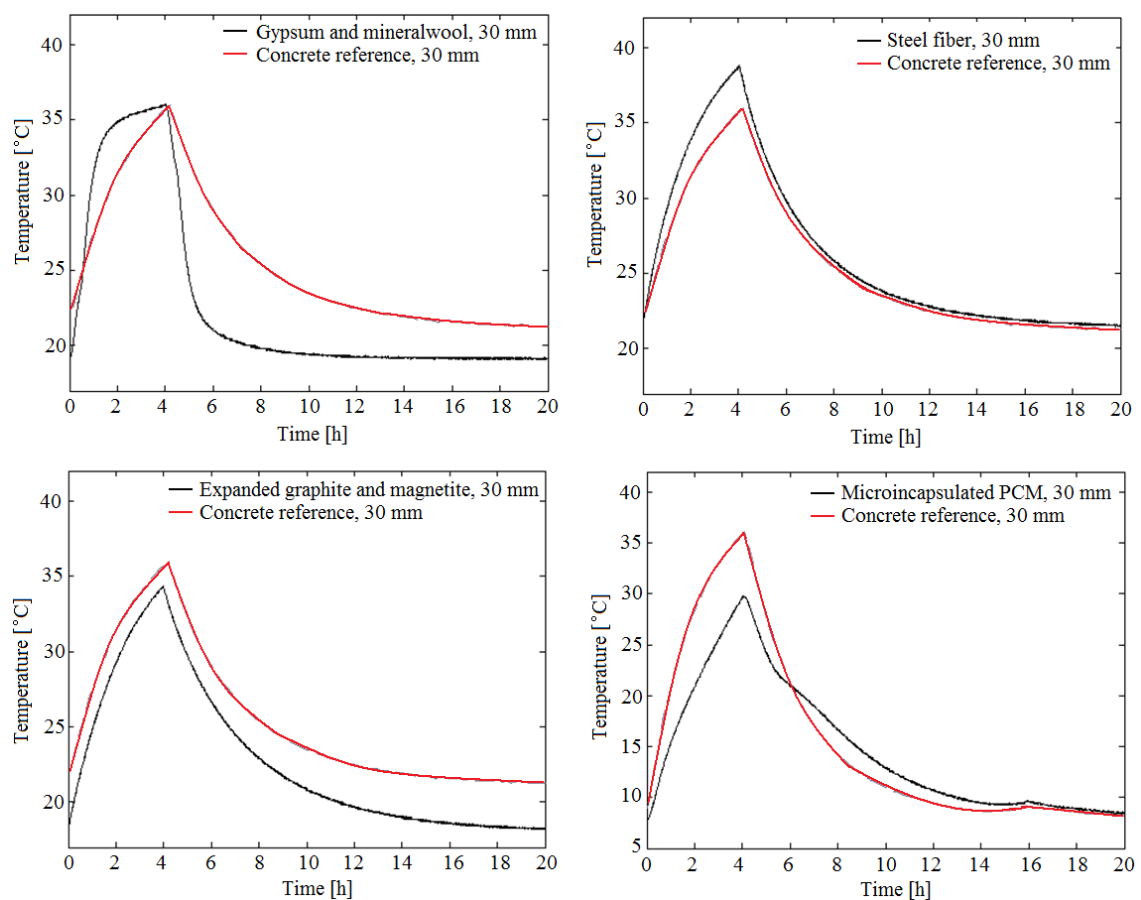 Gypsum and mineralwool, 30 mm
Concrete reference, 30 mm
Temperature [°C]
40
35
30
25
20
0 2 4 6 8 10 12 14 16 18 20
Time [h]
Steel fiber, 30 mm
Concrete reference, 30 mm
Temperature [°C]
40
35
30
25
20
0 2 4 6 8 10 12 14 16 18 20
Time [h]
Expanded graphite and magnetite, 30 mm
Concrete reference, 30 mm
Temperature [°C]
40
35
30
25
20
0 2 4 6 8 10 12 14 16 18 20
Time [h]
Microincapsulated PCM, 30 mm
Concrete reference, 30 mm
Temperature [°C]
40
35
30
25
20
15
10
5
0 2 4 6 8 10 12 14 16 18 20
Time [h]